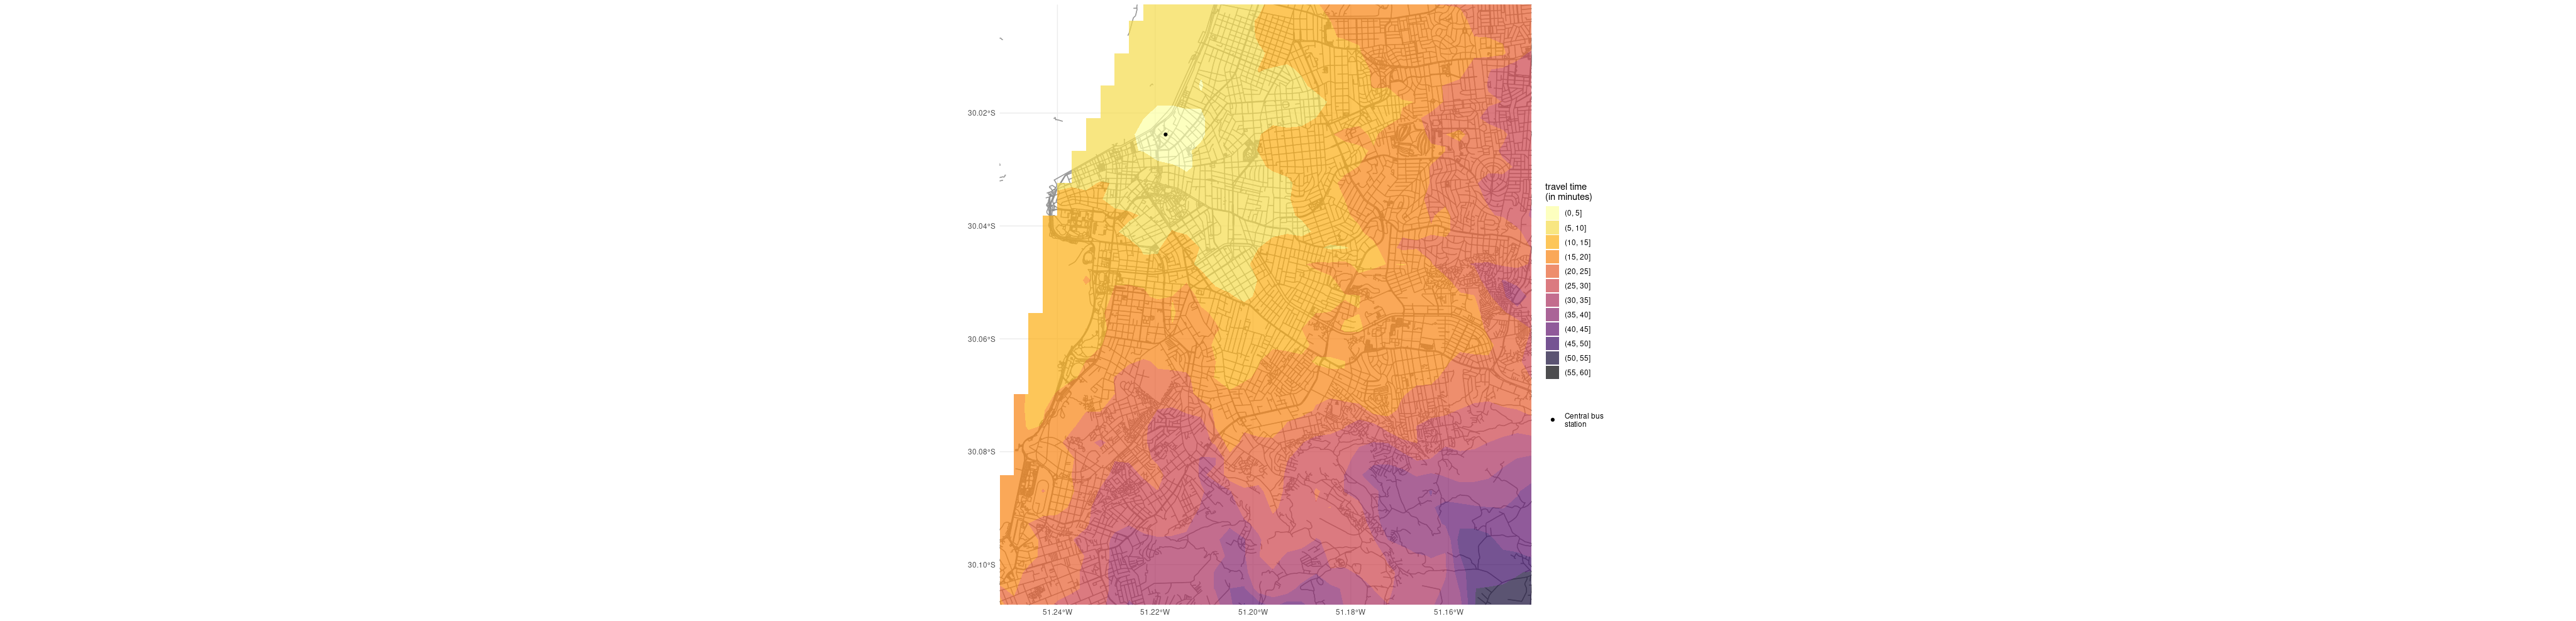 30.02°S
30.04°S
30.06°S
30.08°S
30.10°S
51.24°W
51.22°W
51.20°W
51.18°W
51.16°W
travel time
(in minutes)
(0, 5]
(5, 10]
(10, 15]
(15, 20]
(20, 25]
(25, 30]
(30, 35]
(35, 40]
(40, 45]
(45, 50]
(50, 55]
(55, 60]
Central bus
station